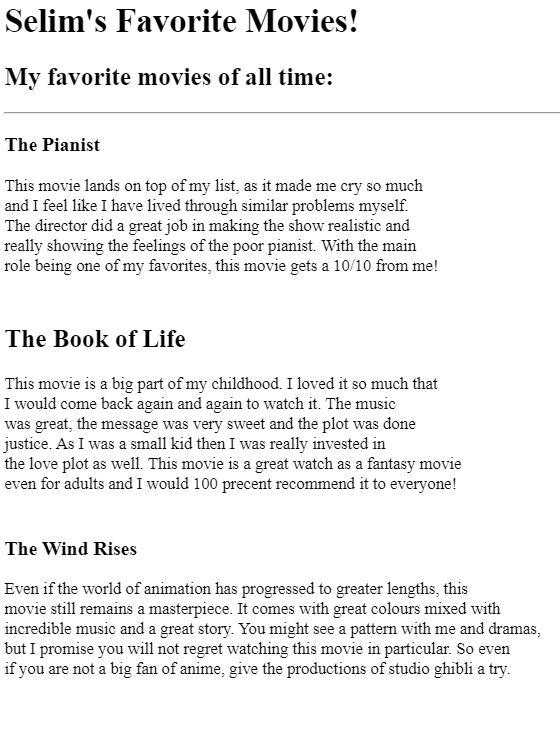 Selim's Favorite Movies!
My favorite movies of all time:
The Pianist
This movie lands on top of my list, as it made me cry so much
and I feel like I have lived through similar problems myself.
The director did a great job in making the show realistic and
really showing the feelings of the poor pianist. With the main
role being one of my favorites, this movie gets a 10/10 from me!
The Book of Life
This movie is a big part of my childhood. I loved it so much that
I would come back again and again to watch it. The music
was great, the message was very sweet and the plot was done
justice. As I was a small kid then I was really invested in
the love plot as well. This movie is a great watch as a fantasy movie
even for adults and I would 100 precent recommend it to everyone!
The Wind Rises
Even if the world of animation has progressed to greater lengths, this
movie still remains a masterpiece. It comes with great colours mixed with
incredible music and a great story. You might see a pattern with me and dramas,
but I promise you will not regret watching this movie in particular. So even
if you are not a big fan of anime, give the productions of studio ghibli a try.